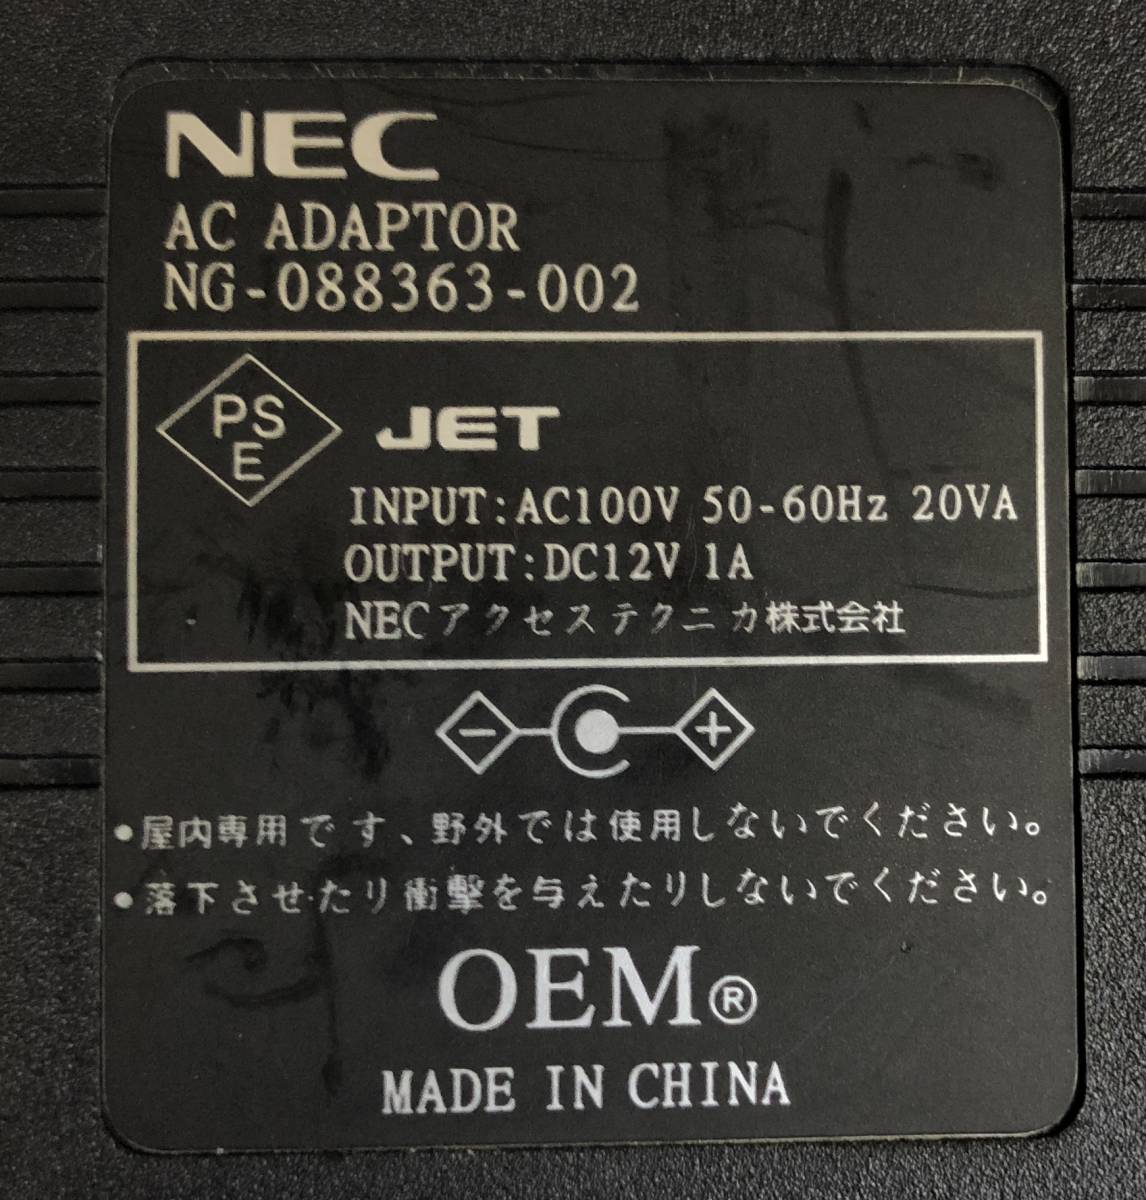 NEC
AC ADAPTOR
NG-088363-002
PS
E
JET
INPUT:AC100V 50-60Hz 20VA
OUTPUT:DC12V 1A
NECアクセステクニカ株式会社
- +
•屋内専用です、野外では使用しないでください。
•落下させたり衝撃を与えたりしないでください。
OEM®
MADE IN CHINA